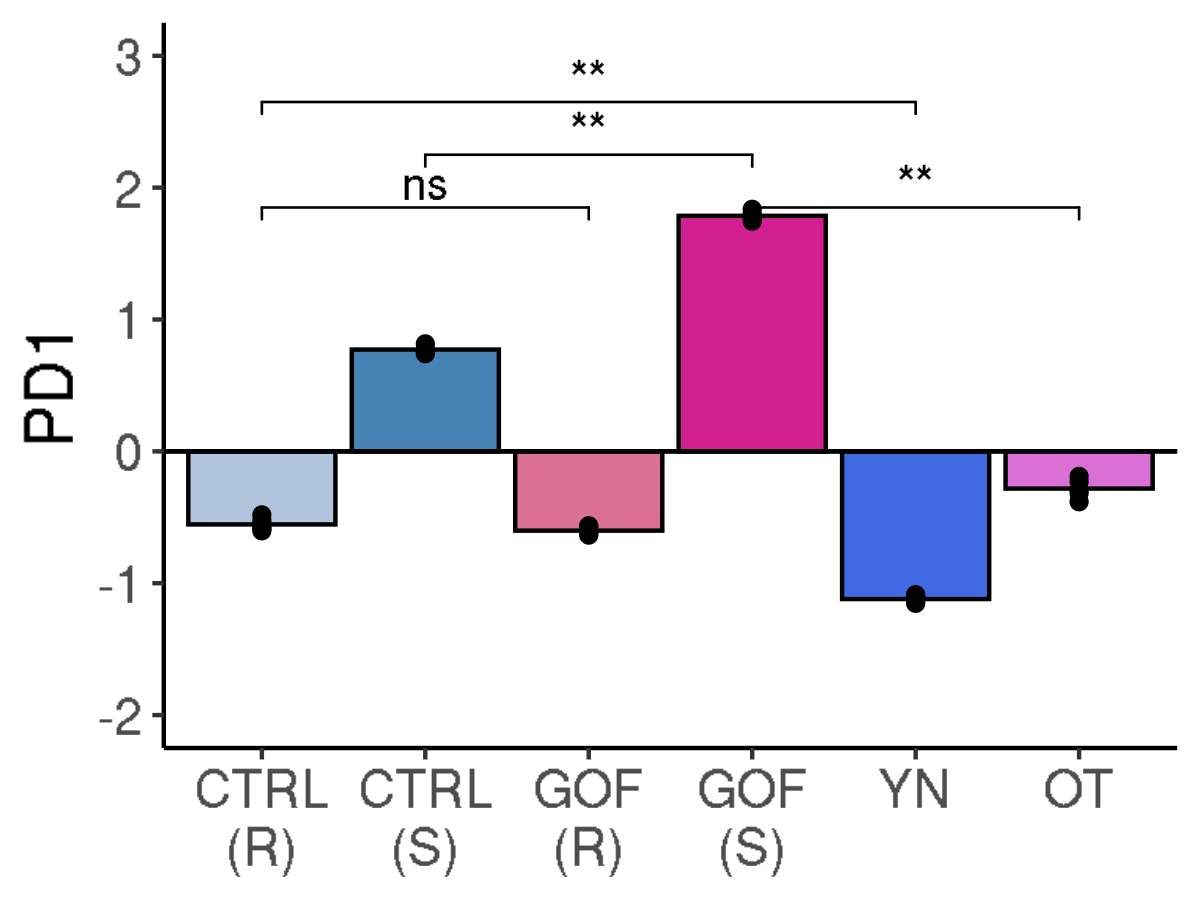 3
**
**
2
**
ns
1
PD1
0
-1
-2
CTRL CTRL GOF GOF YN OT
(R) (S) (R) (S)